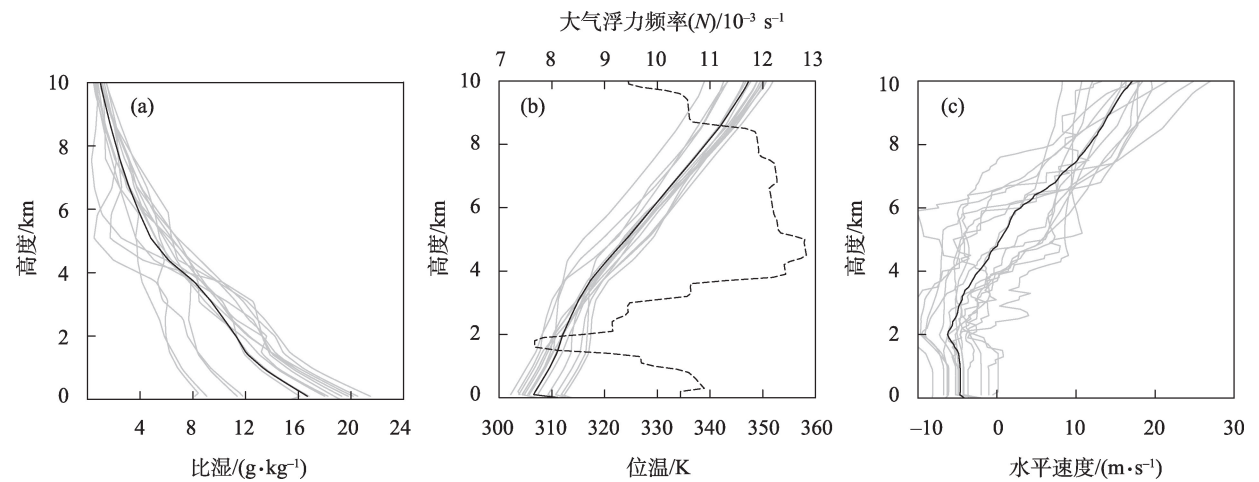 大气浮力频率(N)/10⁻³ s⁻¹
7 8 9 10 11 12 13
10 8 6 4 2 0
高度/km
(a)
4 8 12 16 20 24
比湿/(g·kg⁻¹)
10 8 6 4 2 0
高度/km
(b)
300 310 320 330 340 350 360
位温/K
10 8 6 4 2 0
高度/km
(c)
–10 0 10 20 30
水平速度/(m·s⁻¹)